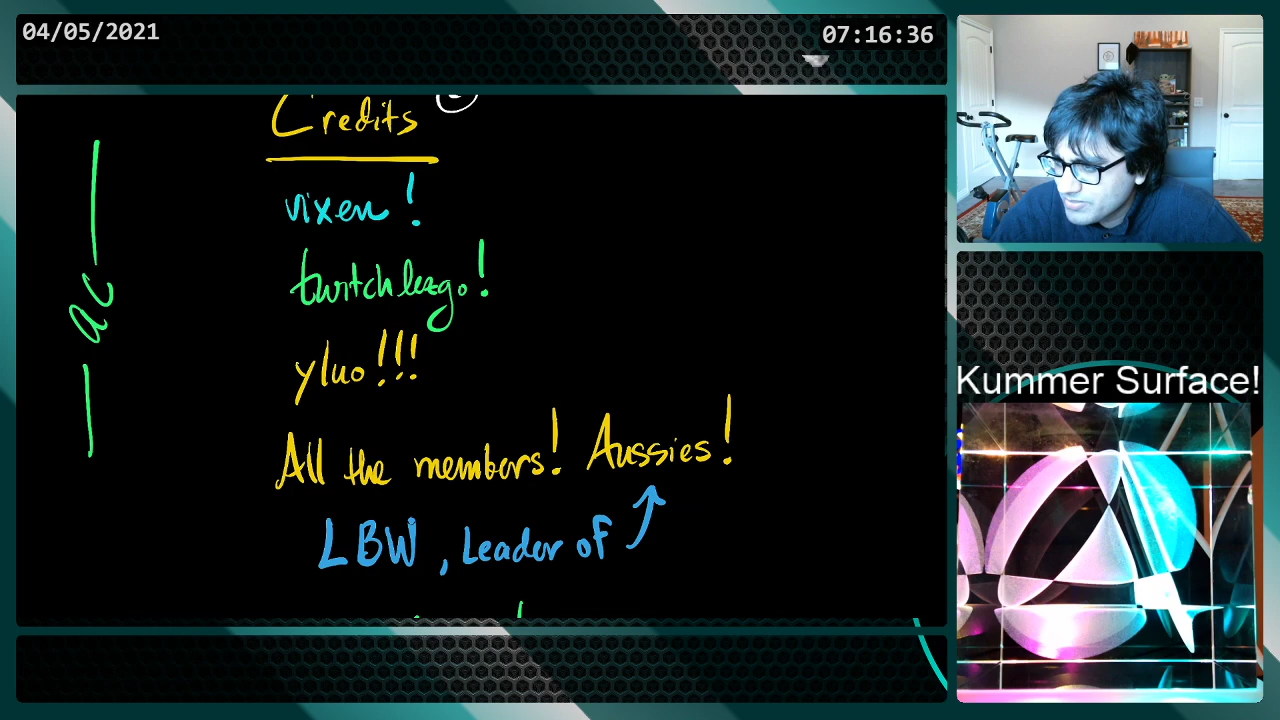 04/05/2021
07:16:36
Credits
vixen!
twitchlezgo!
yluo!!!
All the members! Aussies!
LBW, Leader of
ac
Kummer Surface!